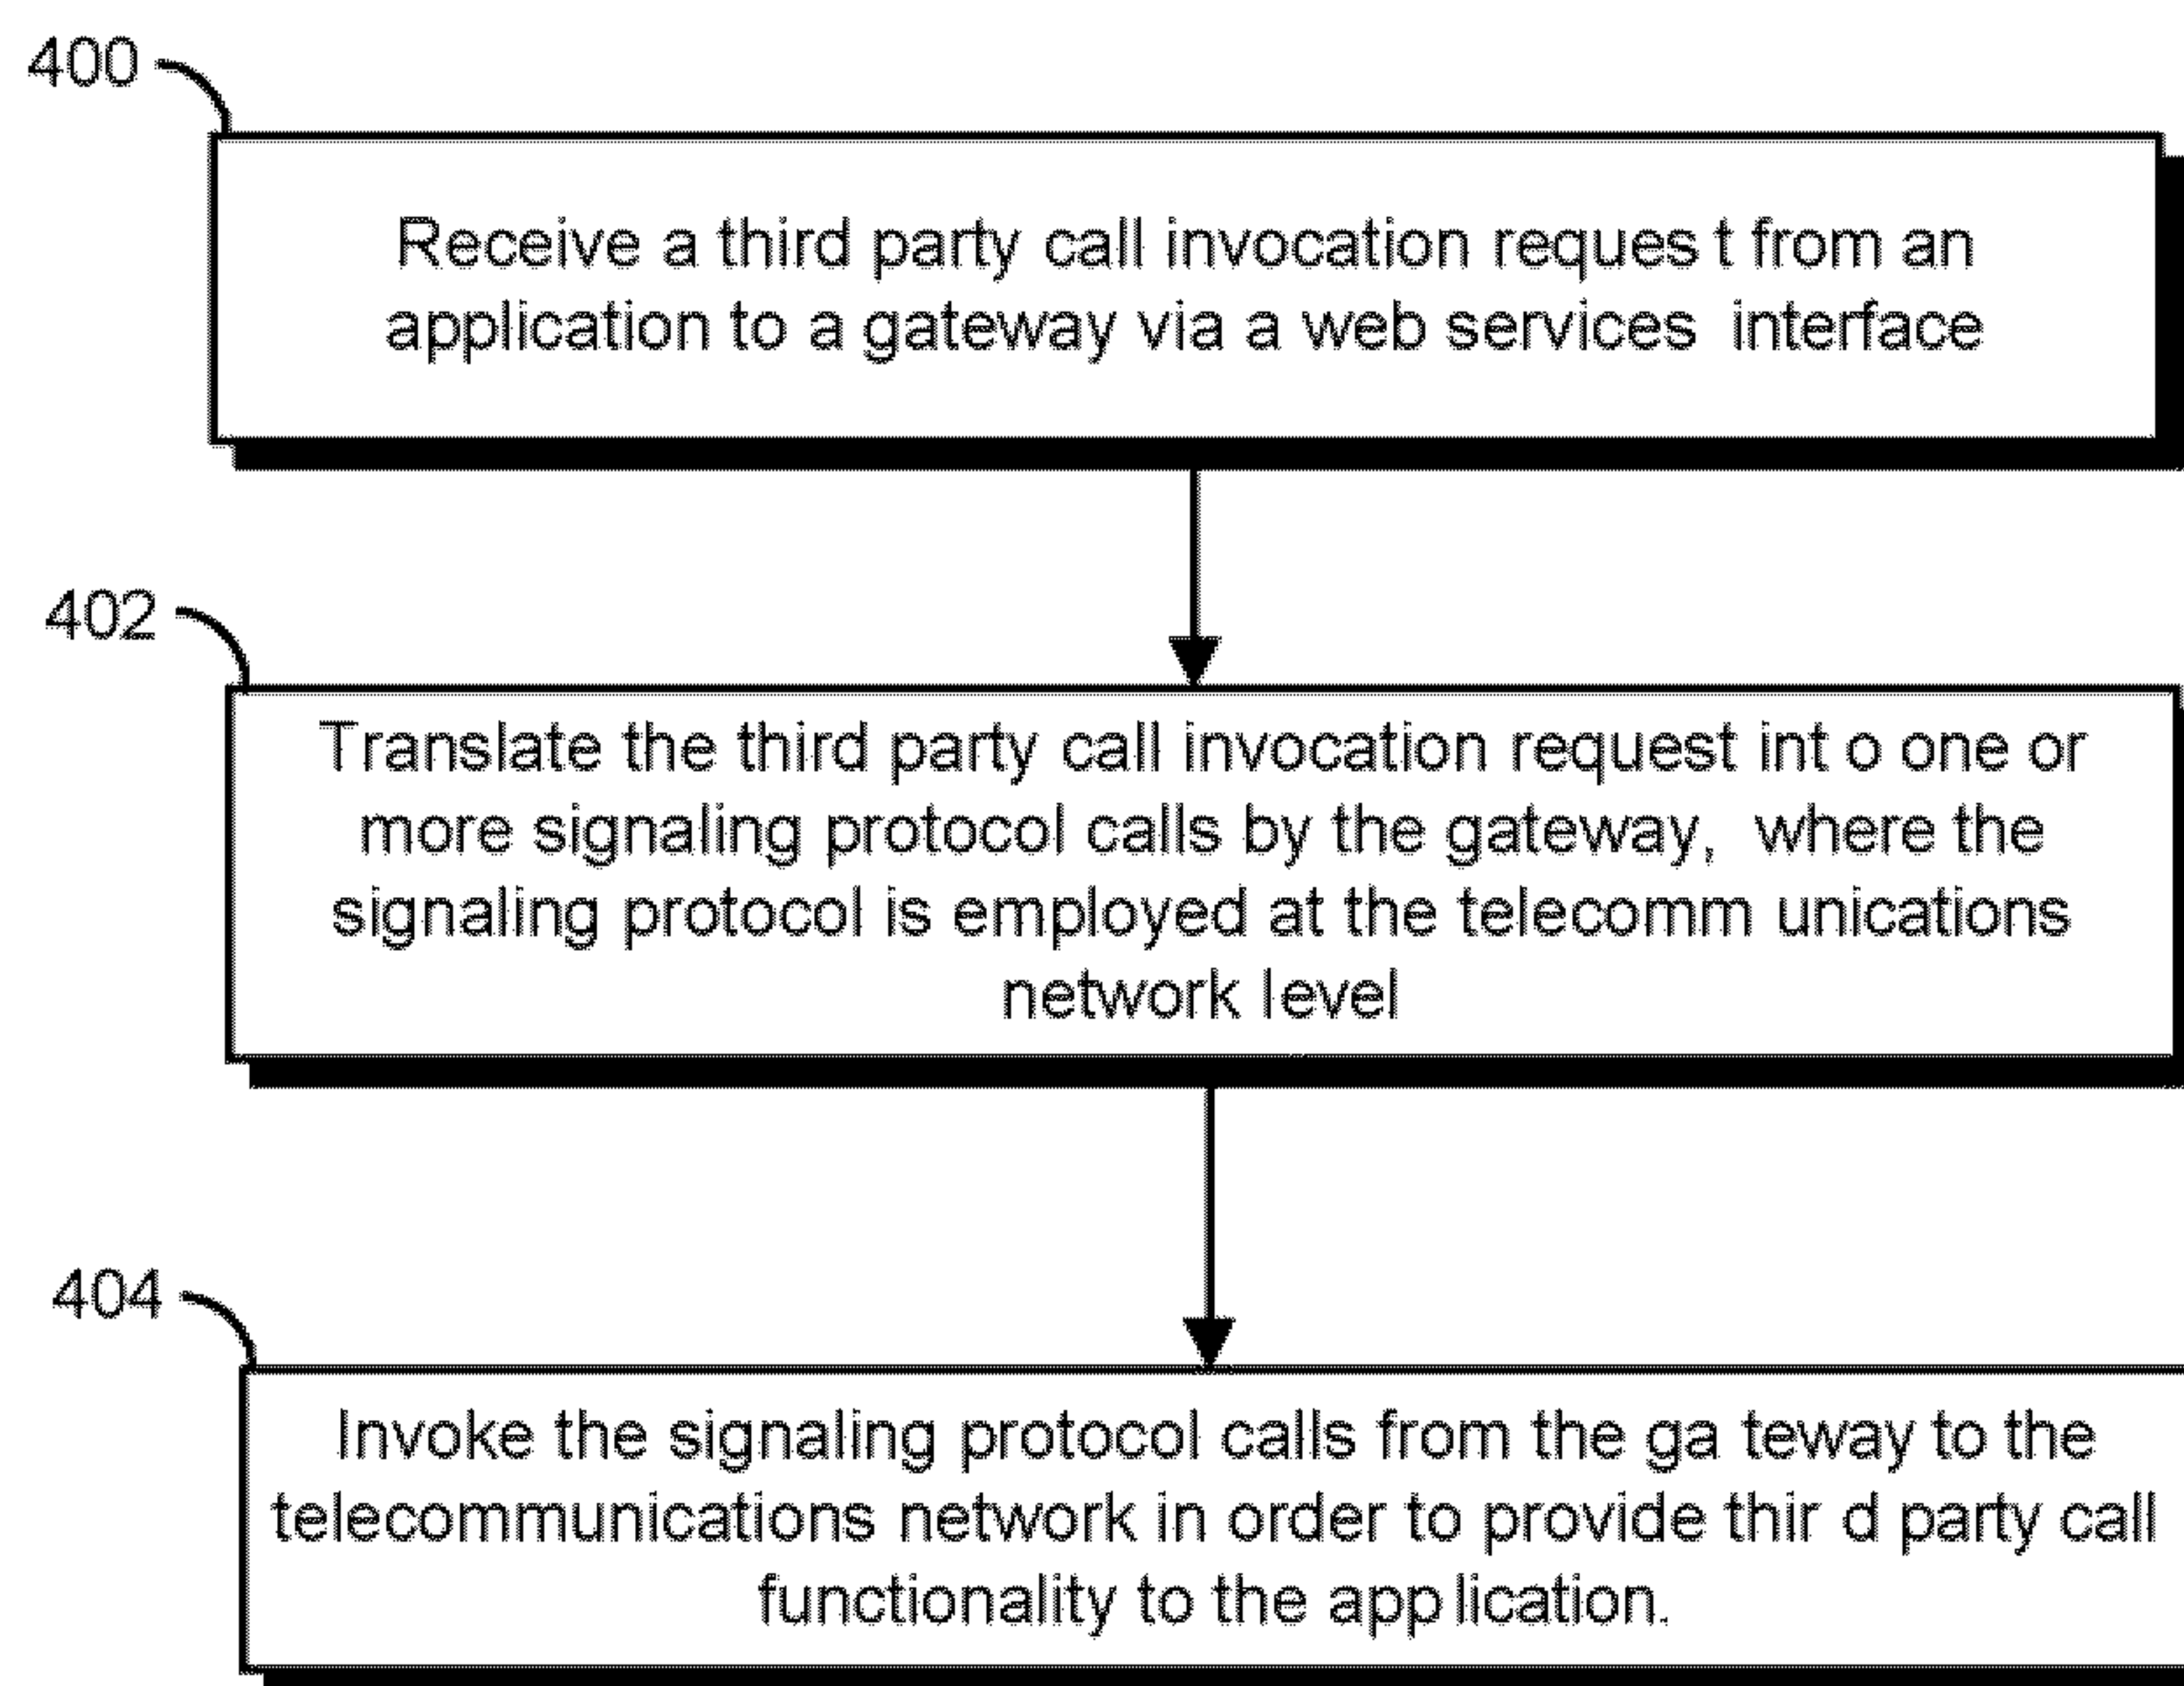 400
Receive a third party call invocation reques t from an
application to a gateway via a web services interface
402
Translate the third party call invocation request int o one or
more signaling protocol calls by the gateway, where the
signaling protocol is employed at the telecomm unications
network level
404
Invoke the signaling protocol calls from the ga teway to the
telecommunications network in order to provide thir d party call
functionality to the application.